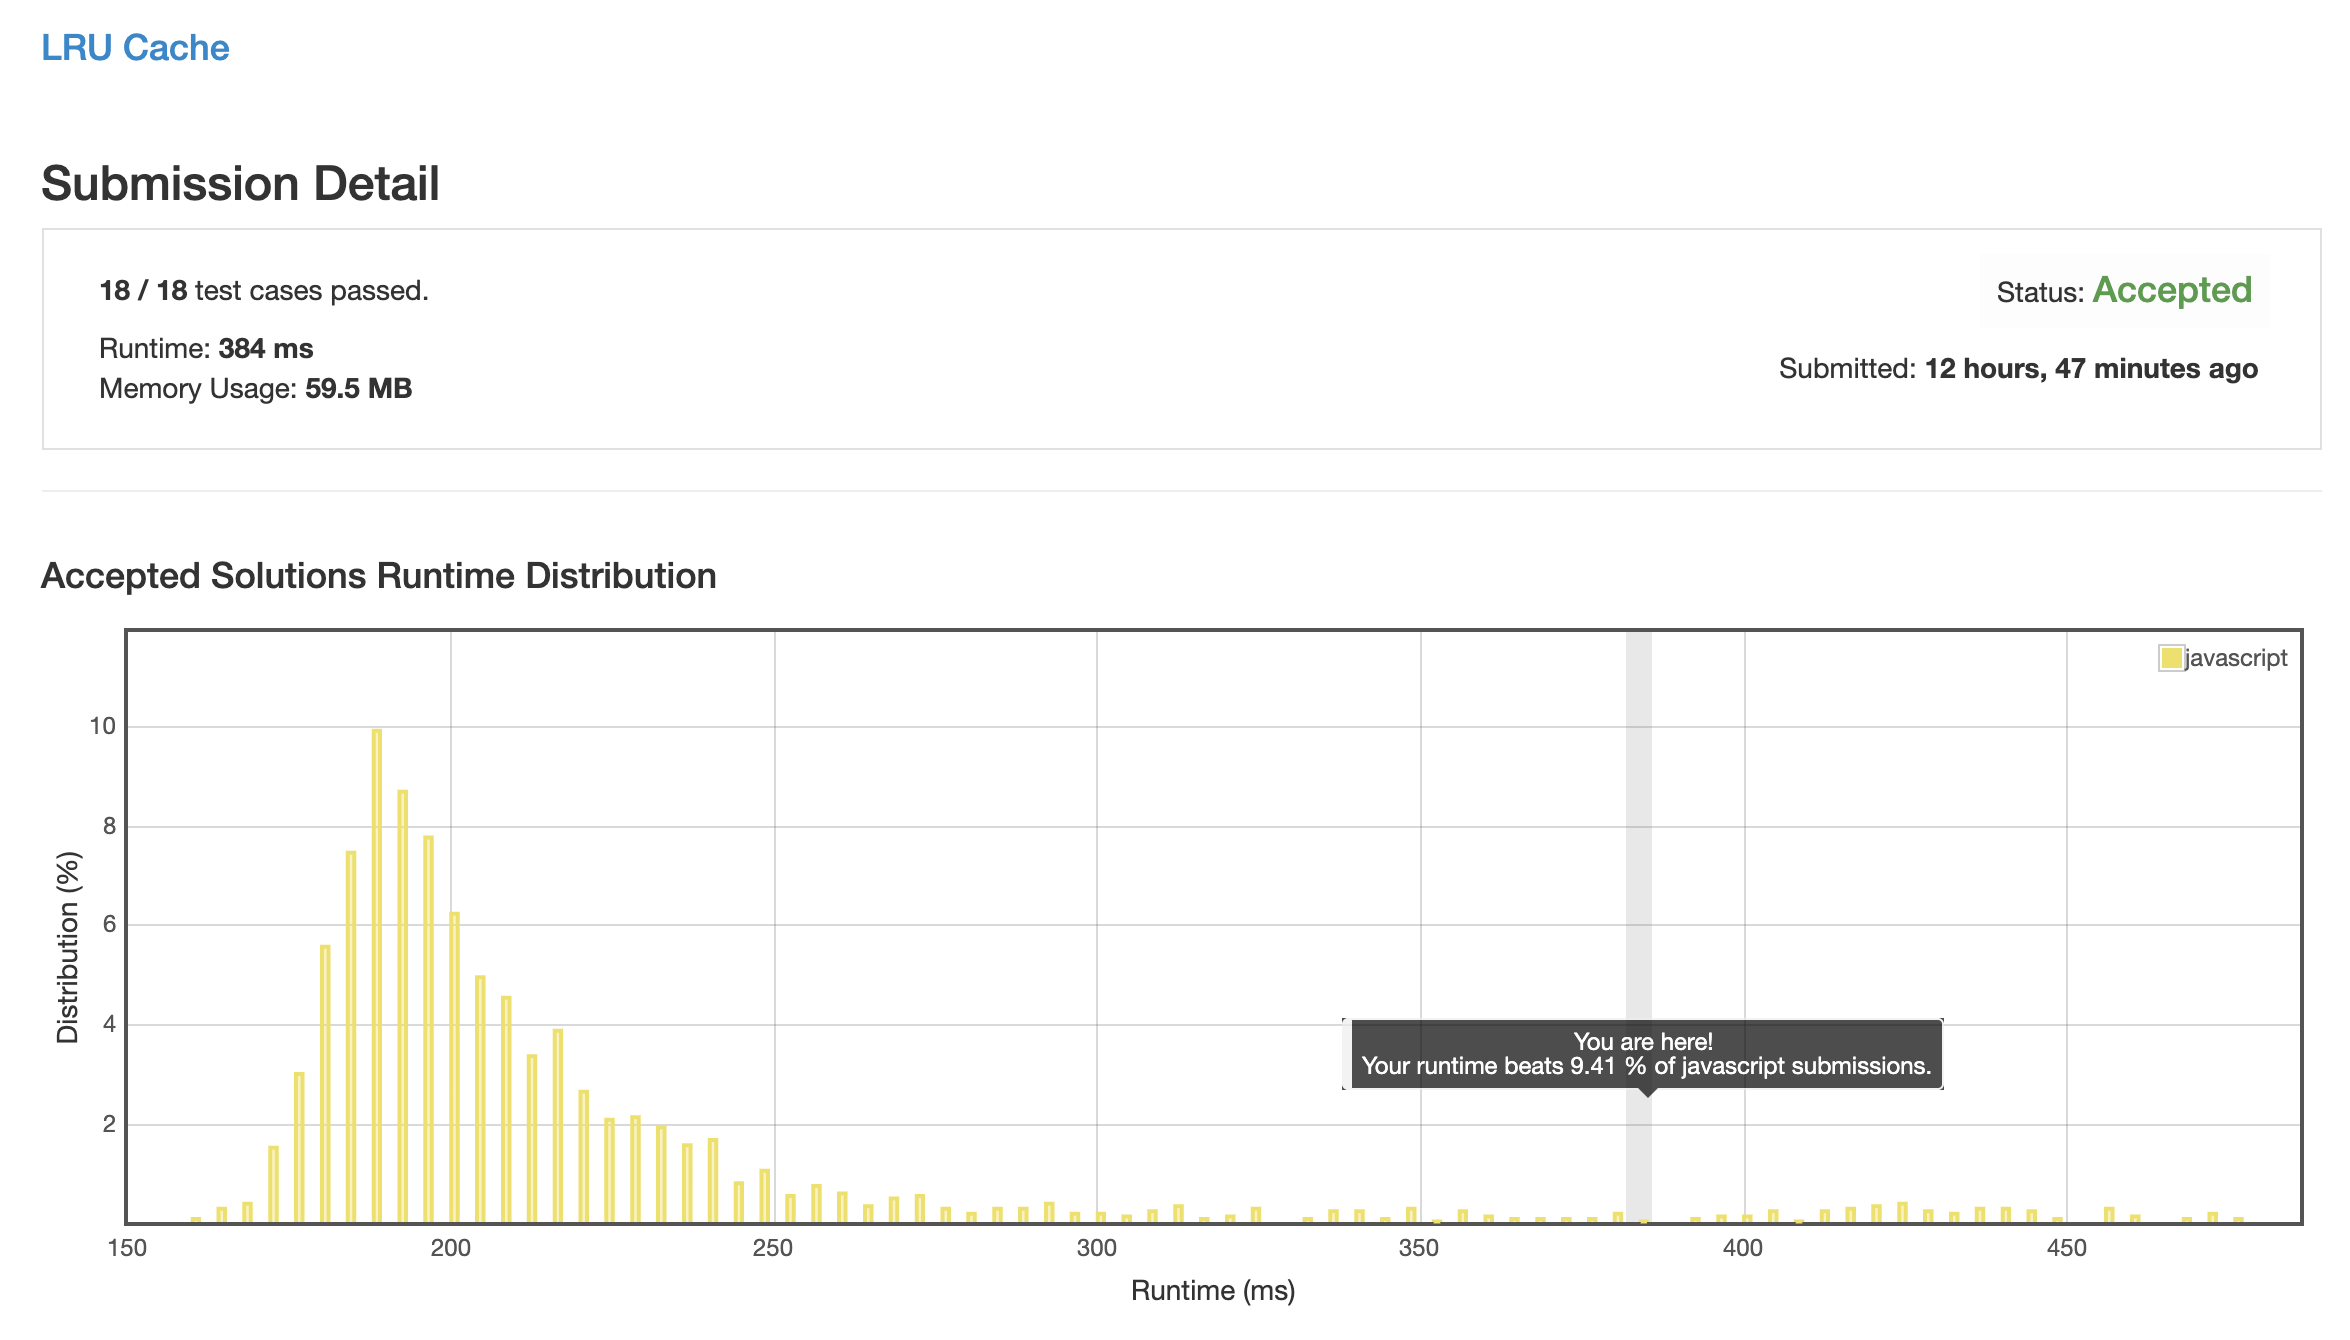 LRU Cache
Submission Detail
18 / 18 test cases passed.
Status: Accepted
Runtime: 384 ms
Memory Usage: 59.5 MB
Submitted: 12 hours, 47 minutes ago
Accepted Solutions Runtime Distribution
javascript
10
8
6
4
2
Distribution (%)
You are here!
Your runtime beats 9.41 % of javascript submissions.
150 200 250 300 350 400 450
Runtime (ms)